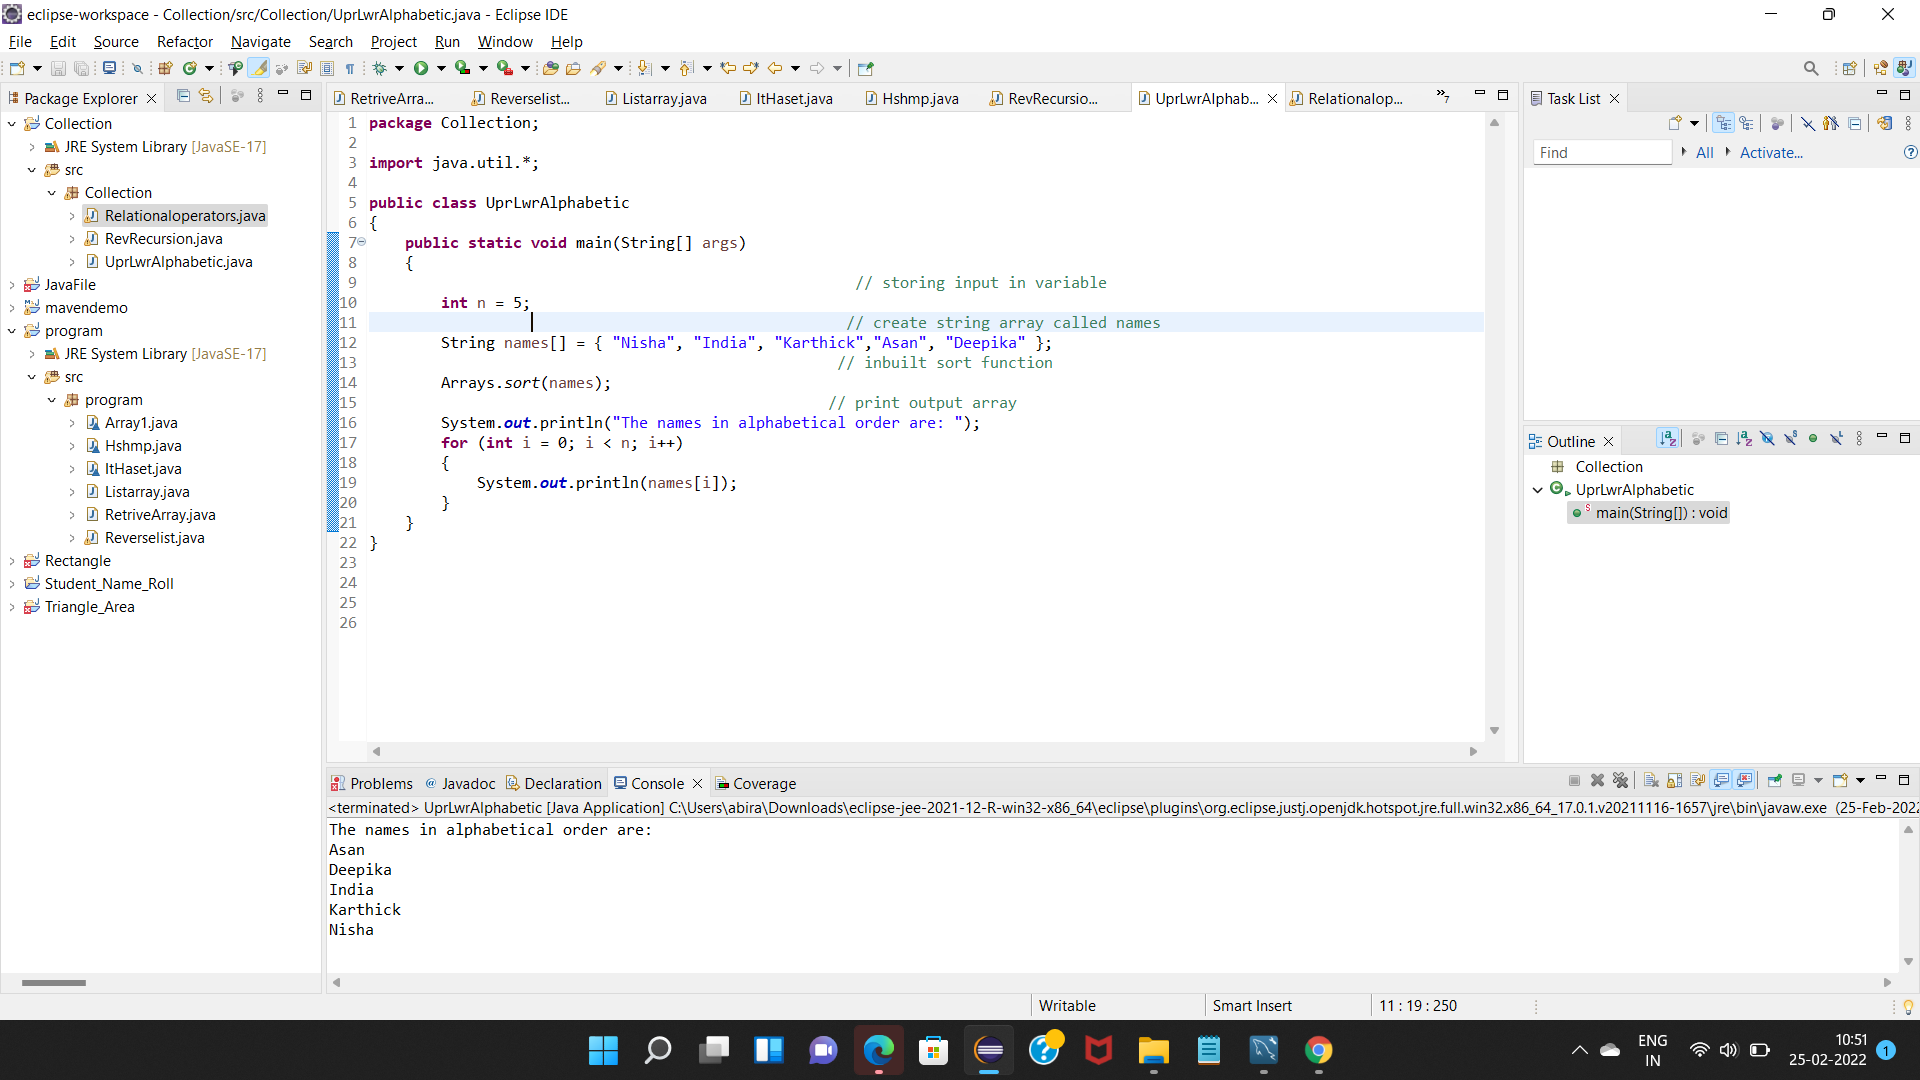 eclipse-workspace - Collection/src/Collection/UprLwrAlphabetic.java - Eclipse IDE
File Edit Source Refactor Navigate Search Project Run Window Help
Package Explorer
Collection
JRE System Library [JavaSE-17]
src
Collection
Relationaloperators.java
RevRecursion.java
UprLwrAlphabetic.java
JavaFile
mavendemo
program
JRE System Library [JavaSE-17]
src
program
Array1.java
Hshmp.java
ItHaset.java
Listarray.java
RetriveArray.java
Reverselist.java
Rectangle
Student_Name_Roll
Triangle_Area
RetriveArra... Reverselist... Listarray.java ItHaset.java Hshmp.java RevRecursio... UprLwrAlphab... Relationalop... »7
1 package Collection;
2
3 import java.util.*;
4
5 public class UprLwrAlphabetic
6 {
7 public static void main(String[] args)
8 {
9 // storing input in variable
10 int n = 5;
11 // create string array called names
12 String names[] = { "Nisha", "India", "Karthick","Asan", "Deepika" };
13 // inbuilt sort function
14 Arrays.sort(names);
15 // print output array
16 System.out.println("The names in alphabetical order are: ");
17 for (int i = 0; i < n; i++)
18 {
19 System.out.println(names[i]);
20 }
21 }
22 }
23
24
25
26
Task List
Find All Activate...
Outline
Collection
UprLwrAlphabetic
main(String[]) : void
Problems Javadoc Declaration Console Coverage
<terminated> UprLwrAlphabetic [Java Application] C:\Users\abira\Downloads\eclipse-jee-2021-12-R-win32-x86_64\eclipse\plugins\org.eclipse.justj.openjdk.hotspot.jre.full.win32.x86_64_17.0.1.v20211116-1657\jre\bin\javaw.exe (25-Feb-2022
The names in alphabetical order are:
Asan
Deepika
India
Karthick
Nisha
Writable Smart Insert 11 : 19 : 250
ENG
IN
10:51
25-02-2022
1